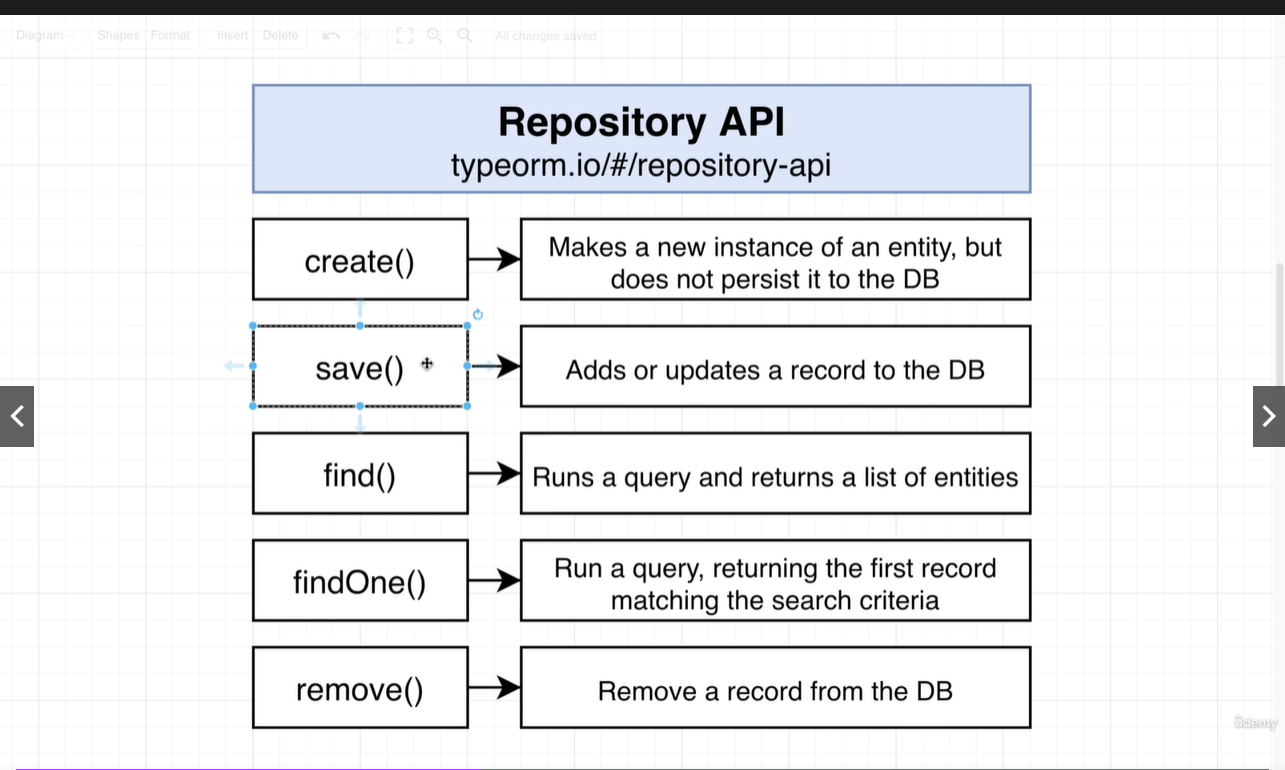 Diagram Shapes Format Insert Delete All changes saved
Repository API
typeorm.io/#/repository-api
create()
Makes a new instance of an entity, but
does not persist it to the DB
save()
Adds or updates a record to the DB
find()
Runs a query and returns a list of entities
findOne()
Run a query, returning the first record
matching the search criteria
remove()
Remove a record from the DB
Udemy